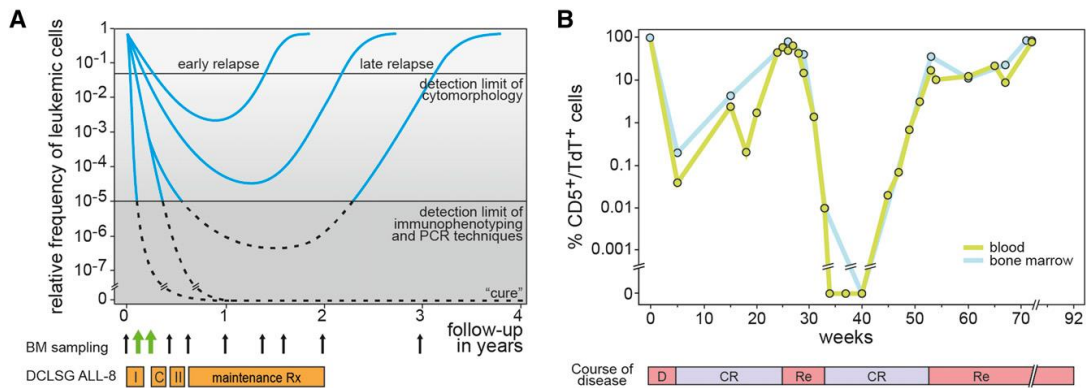 A
relative frequency of leukemic cells
1
10⁻¹
10⁻²
10⁻³
10⁻⁴
10⁻⁵
10⁻⁶
10⁻⁷
0
early relapse
late relapse
detection limit of
cytomorphology
detection limit of
immunophenotyping
and PCR techniques
"cure"
0 1 2 3 4
follow-up
in years
BM sampling
DCLSG ALL-8
I C II maintenance Rx
B
% CD5⁺/TdT⁺ cells
100
10
1
0.1
0.01
0.001
0
blood
bone marrow
0 10 20 30 40 50 60 72 92
weeks
Course of
disease
D CR Re CR Re